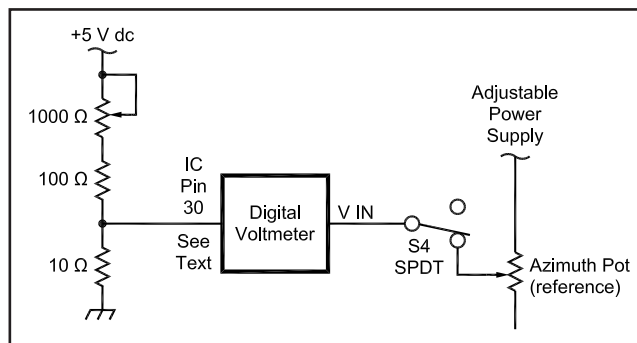 +5 V dc
1000 Ω
100 Ω
10 Ω
IC
Pin
30
See
Text
Digital
Voltmeter
V IN
S4
SPDT
Adjustable
Power
Supply
Azimuth Pot
(reference)